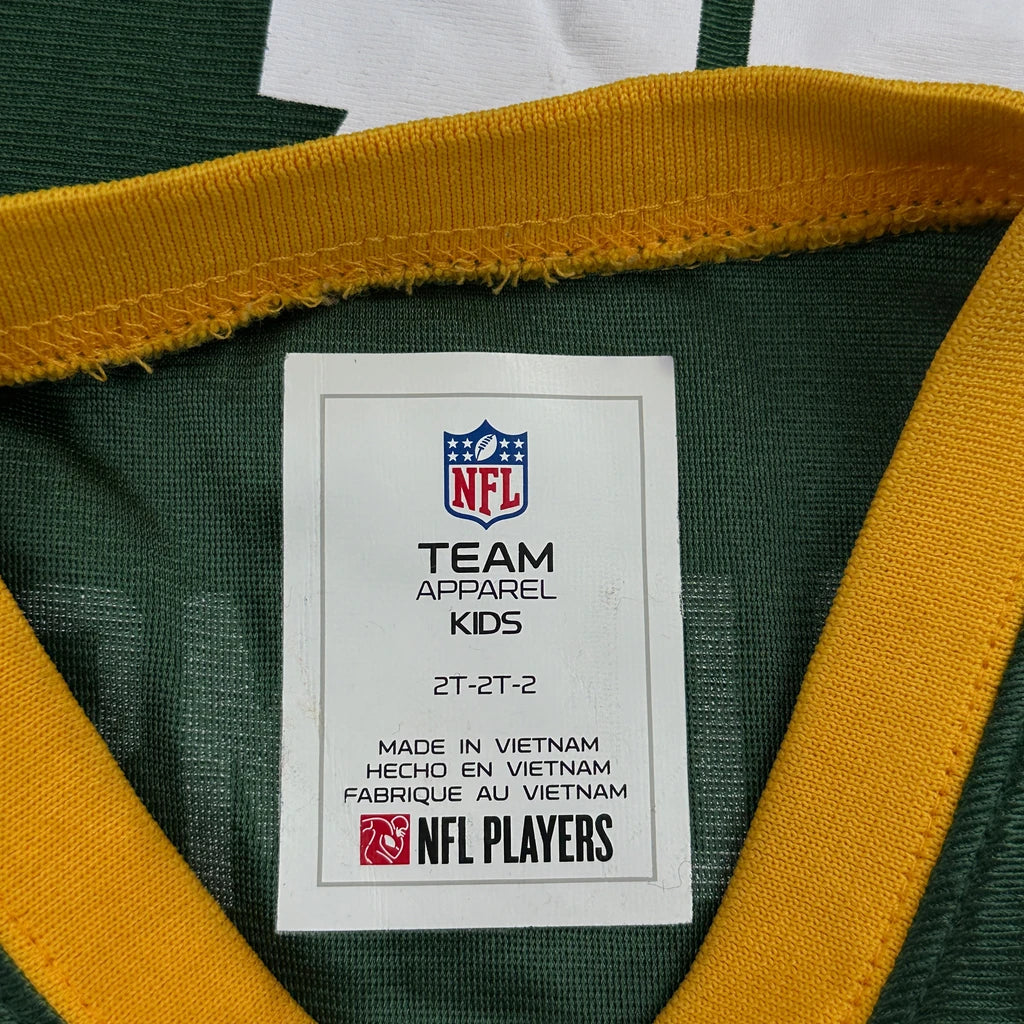 NFL
TEAM
APPAREL
KIDS
2T-2T-2
MADE IN VIETNAM
HECHO EN VIETNAM
FABRIQUE AU VIETNAM
NFL PLAYERS